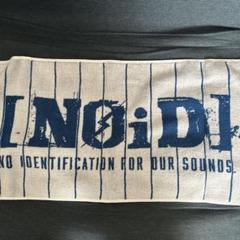 [NOiD]
NO IDENTIFICATION FOR OUR SOUNDS.